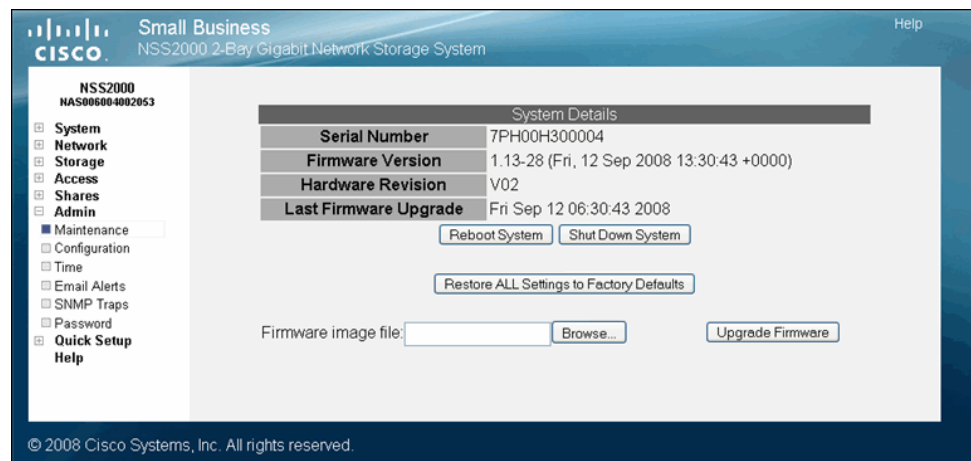 Small Business
Help
CISCO
NSS2000 2-Bay Gigabit Network Storage System
NSS2000
NAS006004002053
System
Network
Storage
Access
Shares
Admin
Maintenance
Configuration
Time
Email Alerts
SNMP Traps
Password
Quick Setup
Help
System Details
Serial Number 7PH00H300004
Firmware Version 1.13-28 (Fri, 12 Sep 2008 13:30:43 +0000)
Hardware Revision V02
Last Firmware Upgrade Fri Sep 12 06:30:43 2008
Reboot System Shut Down System
Restore ALL Settings to Factory Defaults
Firmware image file: Browse... Upgrade Firmware
© 2008 Cisco Systems, Inc. All rights reserved.